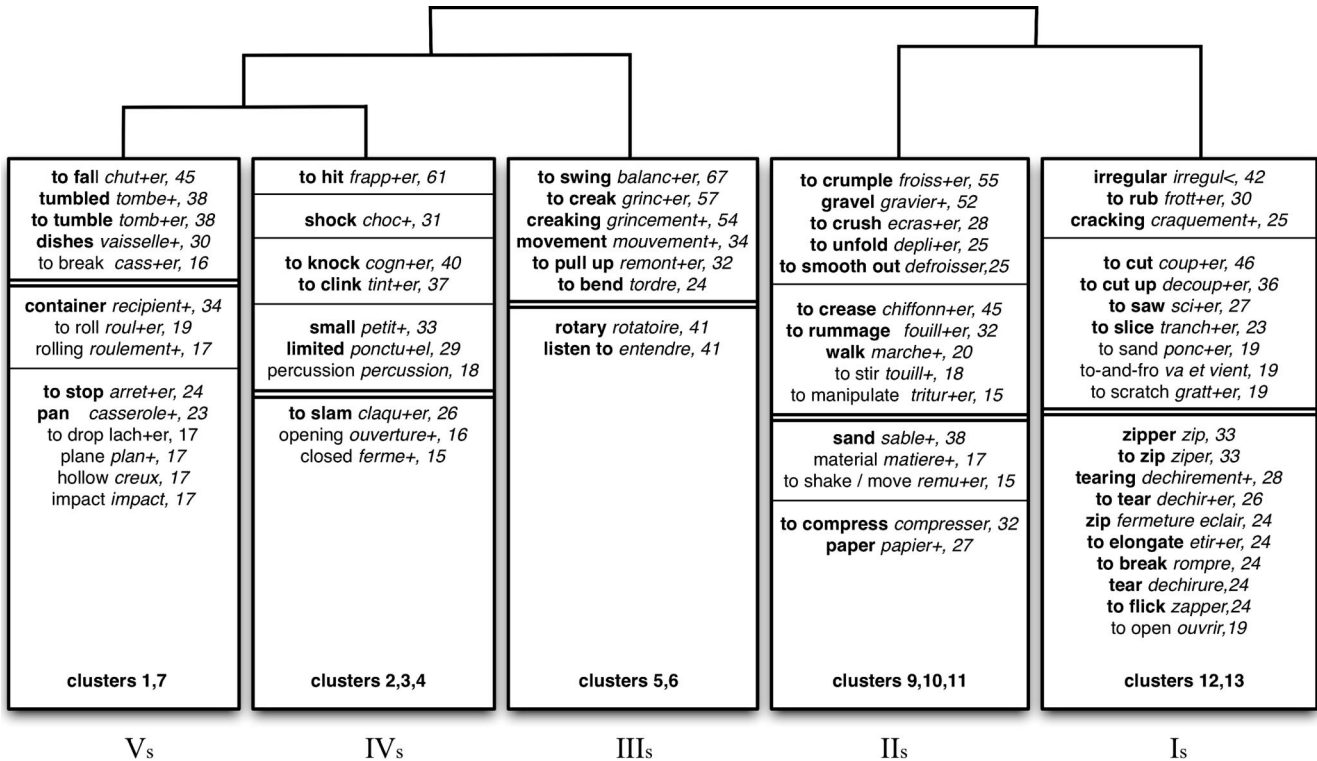 to fall chut+er, 45
tumbled tombe+, 38
to tumble tomb+er, 38
dishes vaisselle+, 30
to break cass+er, 16
container recipient+, 34
to roll roul+er, 19
rolling roulement+, 17
to stop arret+er, 24
pan casserole+, 23
to drop lach+er, 17
plane plan+, 17
hollow creux, 17
impact impact, 17
clusters 1,7
Vs
to hit frapp+er, 61
shock choc+, 31
to knock cogn+er, 40
to clink tint+er, 37
small petit+, 33
limited ponctu+el, 29
percussion percussion, 18
to slam claqu+er, 26
opening ouverture+, 16
closed ferme+, 15
clusters 2,3,4
IVs
to swing balanc+er, 67
to creak grinc+er, 57
creaking grincement+, 54
movement mouvement+, 34
to pull up remont+er, 32
to bend tordre, 24
rotary rotatoire, 41
listen to entendre, 41
clusters 5,6
IIIs
to crumple froiss+er, 55
gravel gravier+, 52
to crush ecras+er, 28
to unfold depli+er, 25
to smooth out defroisser,25
to crease chiffonn+er, 45
to rummage fouill+er, 32
walk marche+, 20
to stir touill+, 18
to manipulate tritur+er, 15
sand sable+, 38
material matiere+, 17
to shake / move remu+er, 15
to compress compresser, 32
paper papier+, 27
clusters 9,10,11
IIs
irregular irregul<, 42
to rub frott+er, 30
cracking craquement+, 25
to cut coup+er, 46
to cut up decoup+er, 36
to saw sci+er, 27
to slice tranch+er, 23
to sand ponc+er, 19
to-and-fro va et vient, 19
to scratch gratt+er, 19
zipper zip, 33
to zip ziper, 33
tearing dechirement+, 28
to tear dechir+er, 26
zip fermeture eclair, 24
to elongate etir+er, 24
to break rompre, 24
tear dechirure,24
to flick zapper,24
to open ouvrir,19
clusters 12,13
Is